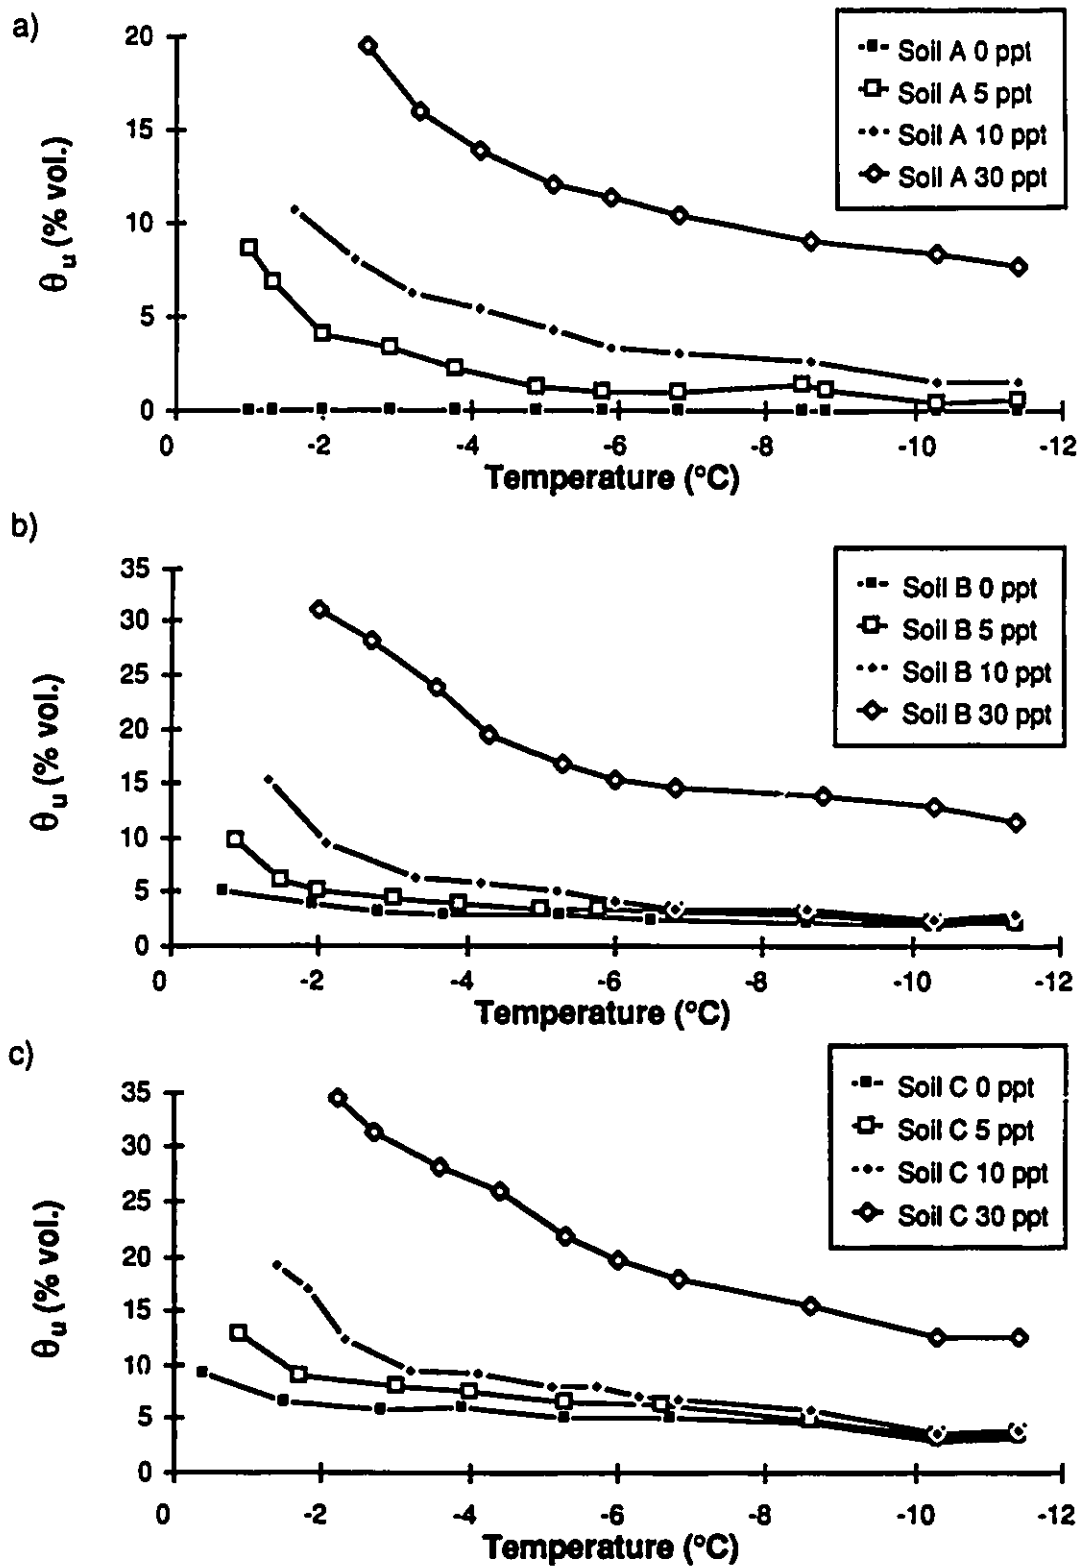 a)
20
15
10
5
0
θu (% vol.)
Soil A 0 ppt
Soil A 5 ppt
Soil A 10 ppt
Soil A 30 ppt
0 -2 -4 -6 -8 -10 -12
Temperature (°C)
b)
35
30
25
20
15
10
5
0
θu (% vol.)
Soil B 0 ppt
Soil B 5 ppt
Soil B 10 ppt
Soil B 30 ppt
0 -2 -4 -6 -8 -10 -12
Temperature (°C)
c)
35
30
25
20
15
10
5
0
θu (% vol.)
Soil C 0 ppt
Soil C 5 ppt
Soil C 10 ppt
Soil C 30 ppt
0 -2 -4 -6 -8 -10 -12
Temperature (°C)